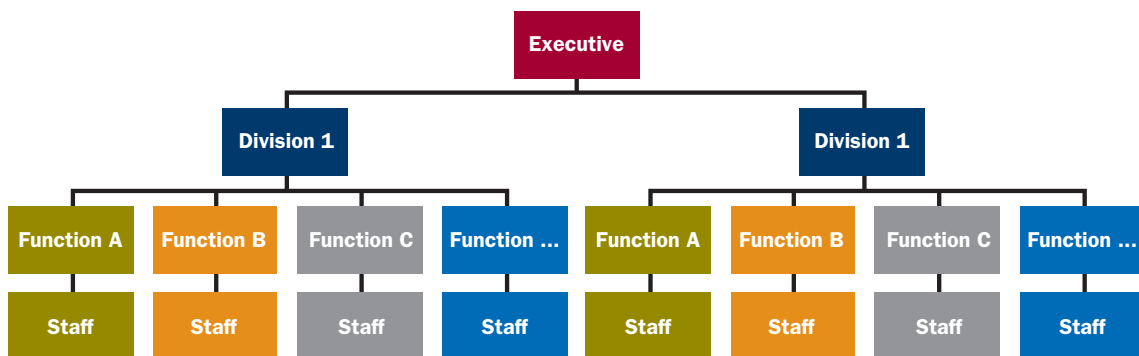 Executive
Division 1
Division 1
Function A
Function B
Function C
Function ...
Function A
Function B
Function C
Function ...
Staff
Staff
Staff
Staff
Staff
Staff
Staff
Staff